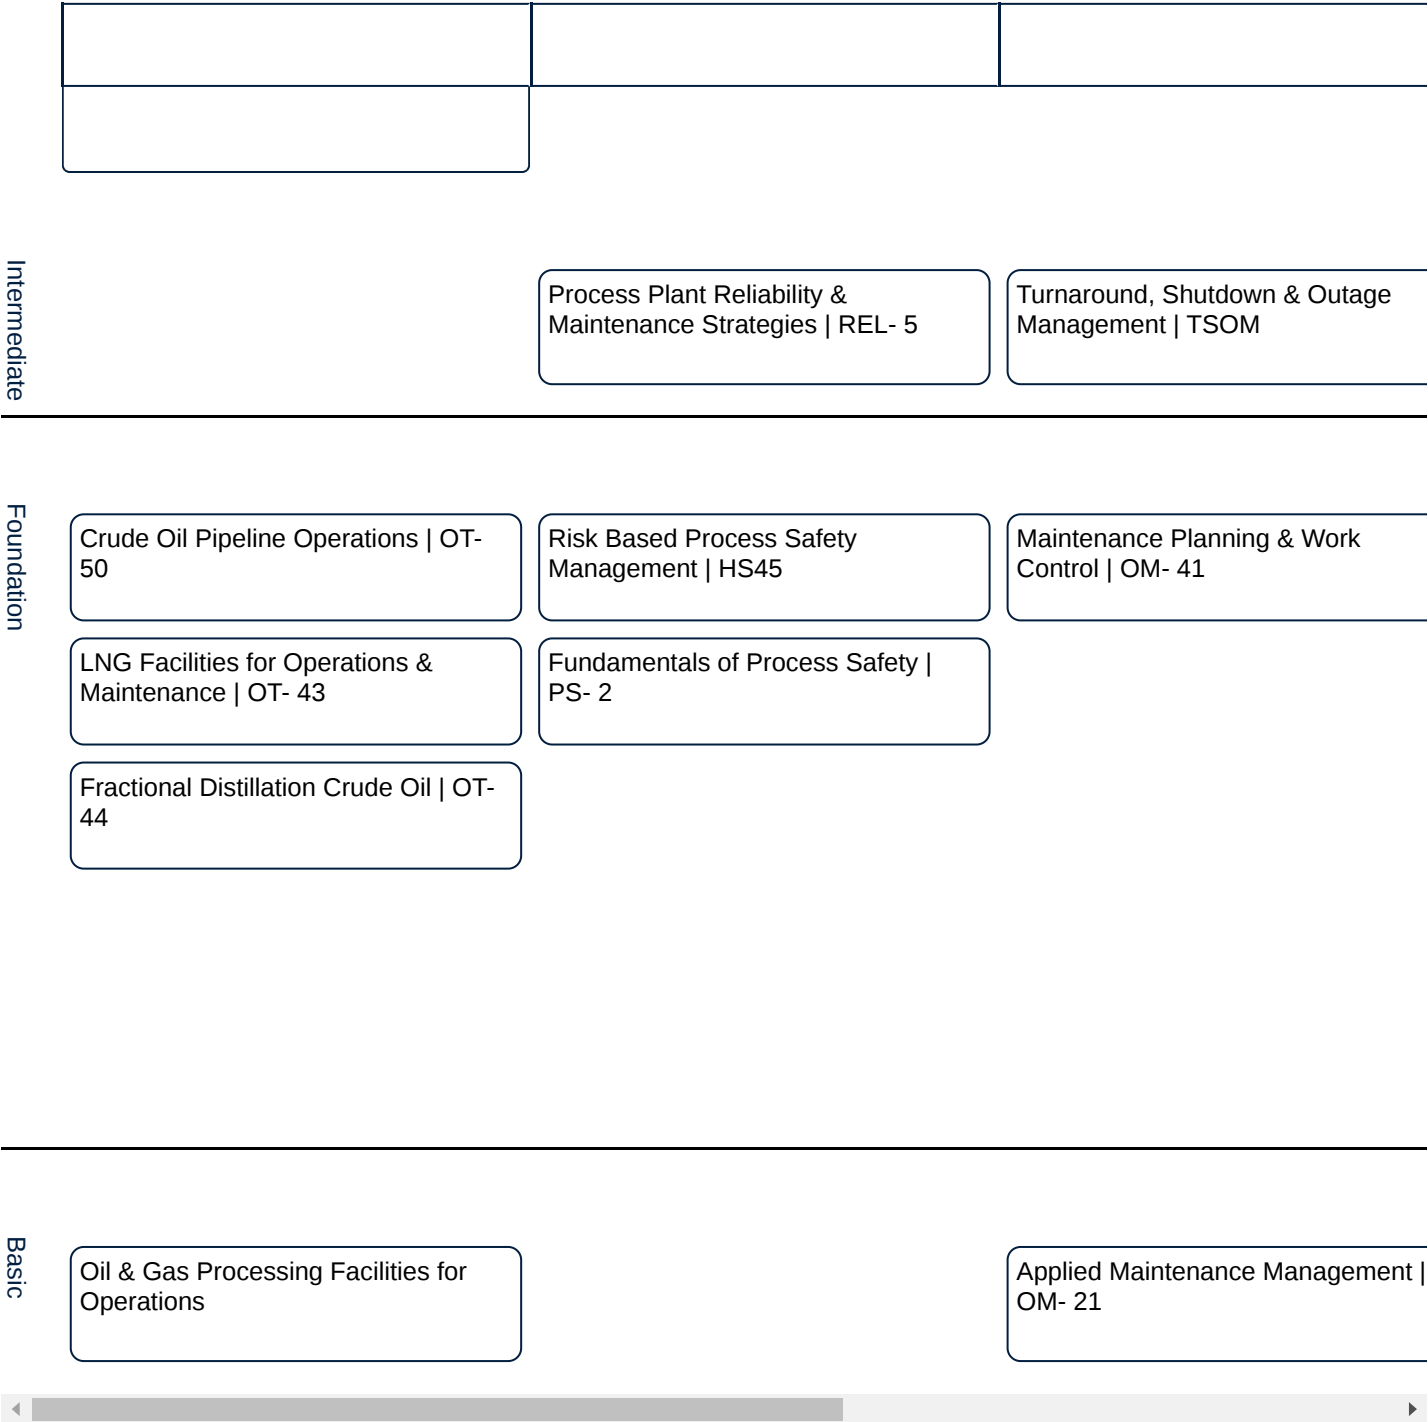 Intermediate
Process Plant Reliability &
Maintenance Strategies | REL- 5
Turnaround, Shutdown & Outage
Management | TSOM
Foundation
Crude Oil Pipeline Operations | OT-
50
Risk Based Process Safety
Management | HS45
Maintenance Planning & Work
Control | OM- 41
LNG Facilities for Operations &
Maintenance | OT- 43
Fundamentals of Process Safety |
PS- 2
Fractional Distillation Crude Oil | OT-
44
Basic
Oil & Gas Processing Facilities for
Operations
Applied Maintenance Management |
OM- 21